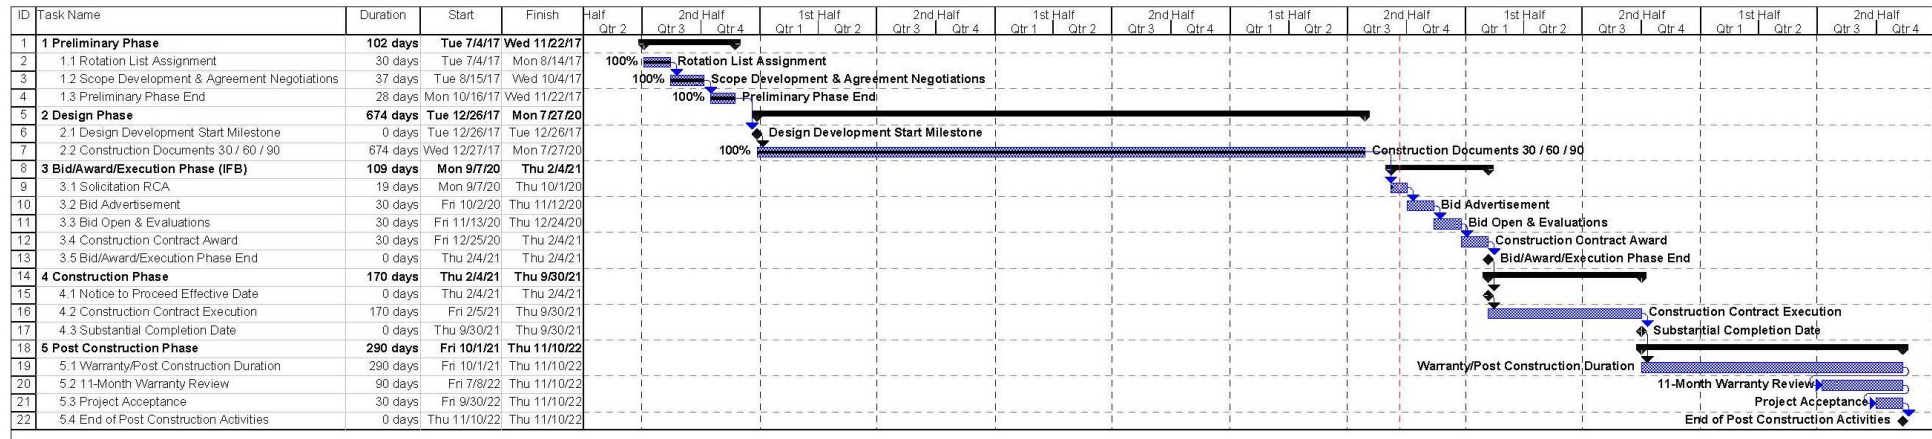 ID Task Name Duration Start Finish Half 2nd Half 1st Half 2nd Half 1st Half 2nd Half 1st Half 2nd Half 1st Half 2nd Half 1st Half 2nd Half
Qtr 2 Qtr 3 Qtr 4 Qtr 1 Qtr 2 Qtr 3 Qtr 4 Qtr 1 Qtr 2 Qtr 3 Qtr 4 Qtr 1 Qtr 2 Qtr 3 Qtr 4 Qtr 1 Qtr 2 Qtr 3 Qtr 4 Qtr 1 Qtr 2 Qtr 3 Qtr 4
1 1 Preliminary Phase 102 days Tue 7/4/17 Wed 11/22/17
2 1.1 Rotation List Assignment 30 days Tue 7/4/17 Mon 8/14/17 100% Rotation List Assignment
3 1.2 Scope Development & Agreement Negotiations 37 days Tue 8/15/17 Wed 10/4/17 100% Scope Development & Agreement Negotiations
4 1.3 Preliminary Phase End 28 days Mon 10/16/17 Wed 11/22/17 100% Preliminary Phase End
5 2 Design Phase 674 days Tue 12/26/17 Mon 7/27/20
6 2.1 Design Development Start Milestone 0 days Tue 12/26/17 Tue 12/26/17 Design Development Start Milestone
7 2.2 Construction Documents 30 / 60 / 90 674 days Wed 12/27/17 Mon 7/27/20 100% Construction Documents 30 / 60 / 90
8 3 Bid/Award/Execution Phase (IFB) 109 days Mon 9/7/20 Thu 2/4/21
9 3.1 Solicitation RCA 19 days Mon 9/7/20 Thu 10/1/20
10 3.2 Bid Advertisement 30 days Fri 10/2/20 Thu 11/12/20 Bid Advertisement
11 3.3 Bid Open & Evaluations 30 days Fri 11/13/20 Thu 12/24/20 Bid Open & Evaluations
12 3.4 Construction Contract Award 30 days Fri 12/25/20 Thu 2/4/21 Construction Contract Award
13 3.5 Bid/Award/Execution Phase End 0 days Thu 2/4/21 Thu 2/4/21 Bid/Award/Execution Phase End
14 4 Construction Phase 170 days Thu 2/4/21 Thu 9/30/21
15 4.1 Notice to Proceed Effective Date 0 days Thu 2/4/21 Thu 2/4/21
16 4.2 Construction Contract Execution 170 days Fri 2/5/21 Thu 9/30/21 Construction Contract Execution
17 4.3 Substantial Completion Date 0 days Thu 9/30/21 Thu 9/30/21 Substantial Completion Date
18 5 Post Construction Phase 290 days Fri 10/1/21 Thu 11/10/22
19 5.1 Warranty/Post Construction Duration 290 days Fri 10/1/21 Thu 11/10/22 Warranty/Post Construction Duration
20 5.2 11-Month Warranty Review 90 days Fri 7/8/22 Thu 11/10/22 11-Month Warranty Review
21 5.3 Project Acceptance 30 days Fri 9/30/22 Thu 11/10/22 Project Acceptance
22 5.4 End of Post Construction Activities 0 days Thu 11/10/22 Thu 11/10/22 End of Post Construction Activities